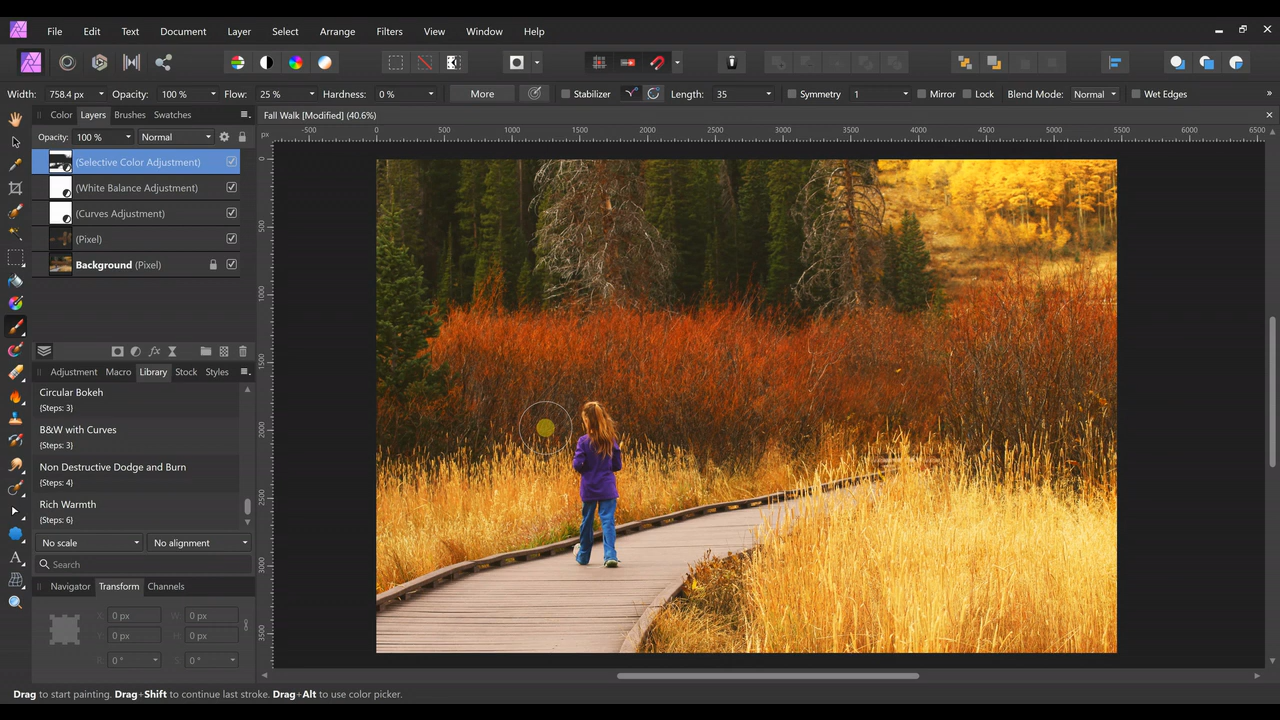 File Edit Text Document Layer Select Arrange Filters View Window Help
Width: 758.4 px Opacity: 100 % Flow: 25 % Hardness: 0 % More Stabilizer Length: 35 Symmetry 1 Mirror Lock Blend Mode: Normal Wet Edges
Color Layers Brushes Swatches
Fall Walk [Modified] (40.6%)
Opacity: 100 % Normal
px -500 0 500 1000 1500 2000 2500 3000 3500 4000 4500 5000 5500 6000 6500
(Selective Color Adjustment)
(White Balance Adjustment)
(Curves Adjustment)
(Pixel)
Background (Pixel)
0
500
1000
1500
2000
2500
3000
3500
Adjustment Macro Library Stock Styles
Circular Bokeh
(Steps: 3)
B&W with Curves
(Steps: 3)
Non Destructive Dodge and Burn
(Steps: 4)
Rich Warmth
(Steps: 6)
No scale No alignment
Search
Navigator Transform Channels
X: 0 px W: 0 px
Y: 0 px H: 0 px
R: 0 ° S: 0 °
Drag to start painting. Drag+Shift to continue last stroke. Drag+Alt to use color picker.